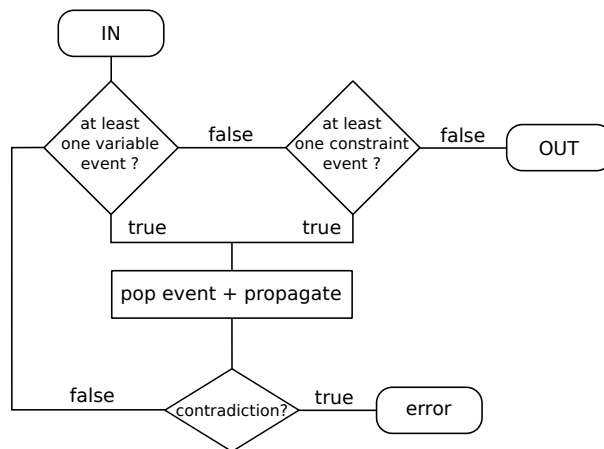 IN
at least
one variable
event ?
false
at least
one constraint
event ?
false
OUT
true
true
pop event + propagate
false
contradiction?
true
error